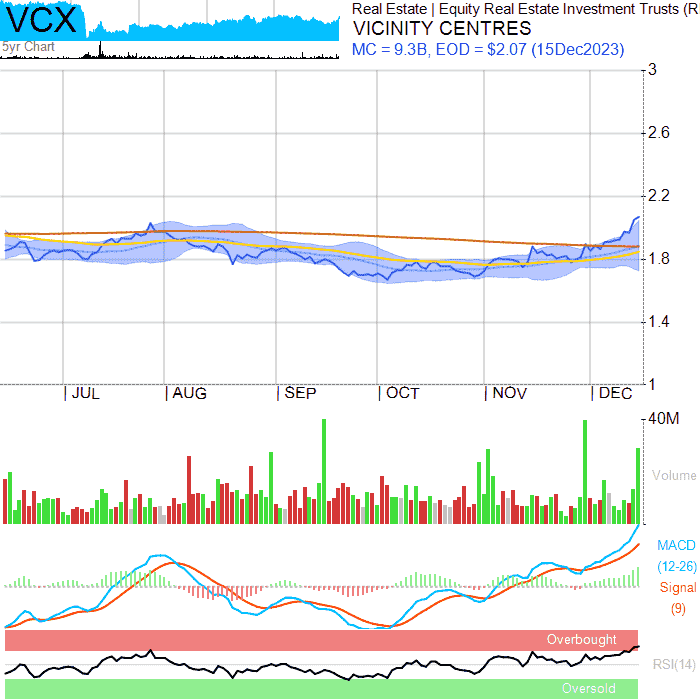 VCX
5yr Chart
Real Estate | Equity Real Estate Investment Trusts (R
VICINITY CENTRES
MC = 9.3B, EOD = $2.07 (15Dec2023)
3
2.6
2.2
1.8
1.4
1
| JUL | AUG | SEP | OCT | NOV | DEC
40M
Volume
MACD
(12-26)
Signal
(9)
Overbought
RSI(14)
Oversold